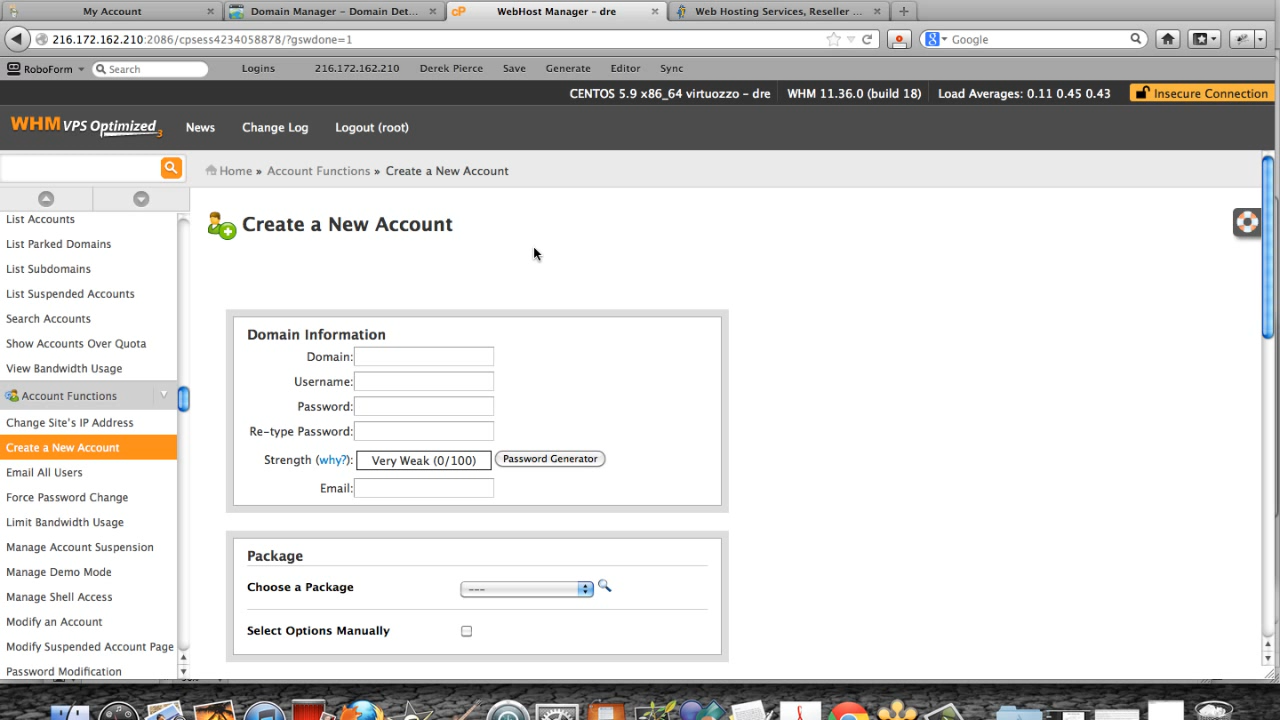 My Account
Domain Manager – Domain Det...
cP WebHost Manager – dre
Web Hosting Services, Reseller ...
216.172.162.210:2086/cpsess4234058878/?gswdone=1
Google
RoboForm
Search
Logins
216.172.162.210
Derek Pierce
Save
Generate
Editor
Sync
CENTOS 5.9 x86_64 virtuozzo – dre
WHM 11.36.0 (build 18)
Load Averages: 0.11 0.45 0.43
Insecure Connection
WHM VPS Optimized3
News
Change Log
Logout (root)
Home » Account Functions » Create a New Account
List Accounts
List Parked Domains
List Subdomains
List Suspended Accounts
Search Accounts
Show Accounts Over Quota
View Bandwidth Usage
Account Functions
Change Site's IP Address
Create a New Account
Email All Users
Force Password Change
Limit Bandwidth Usage
Manage Account Suspension
Manage Demo Mode
Manage Shell Access
Modify an Account
Modify Suspended Account Page
Password Modification
Create a New Account
Domain Information
Domain:
Username:
Password:
Re-type Password:
Strength (why?): Very Weak (0/100) Password Generator
Email:
Package
Choose a Package ---
Select Options Manually